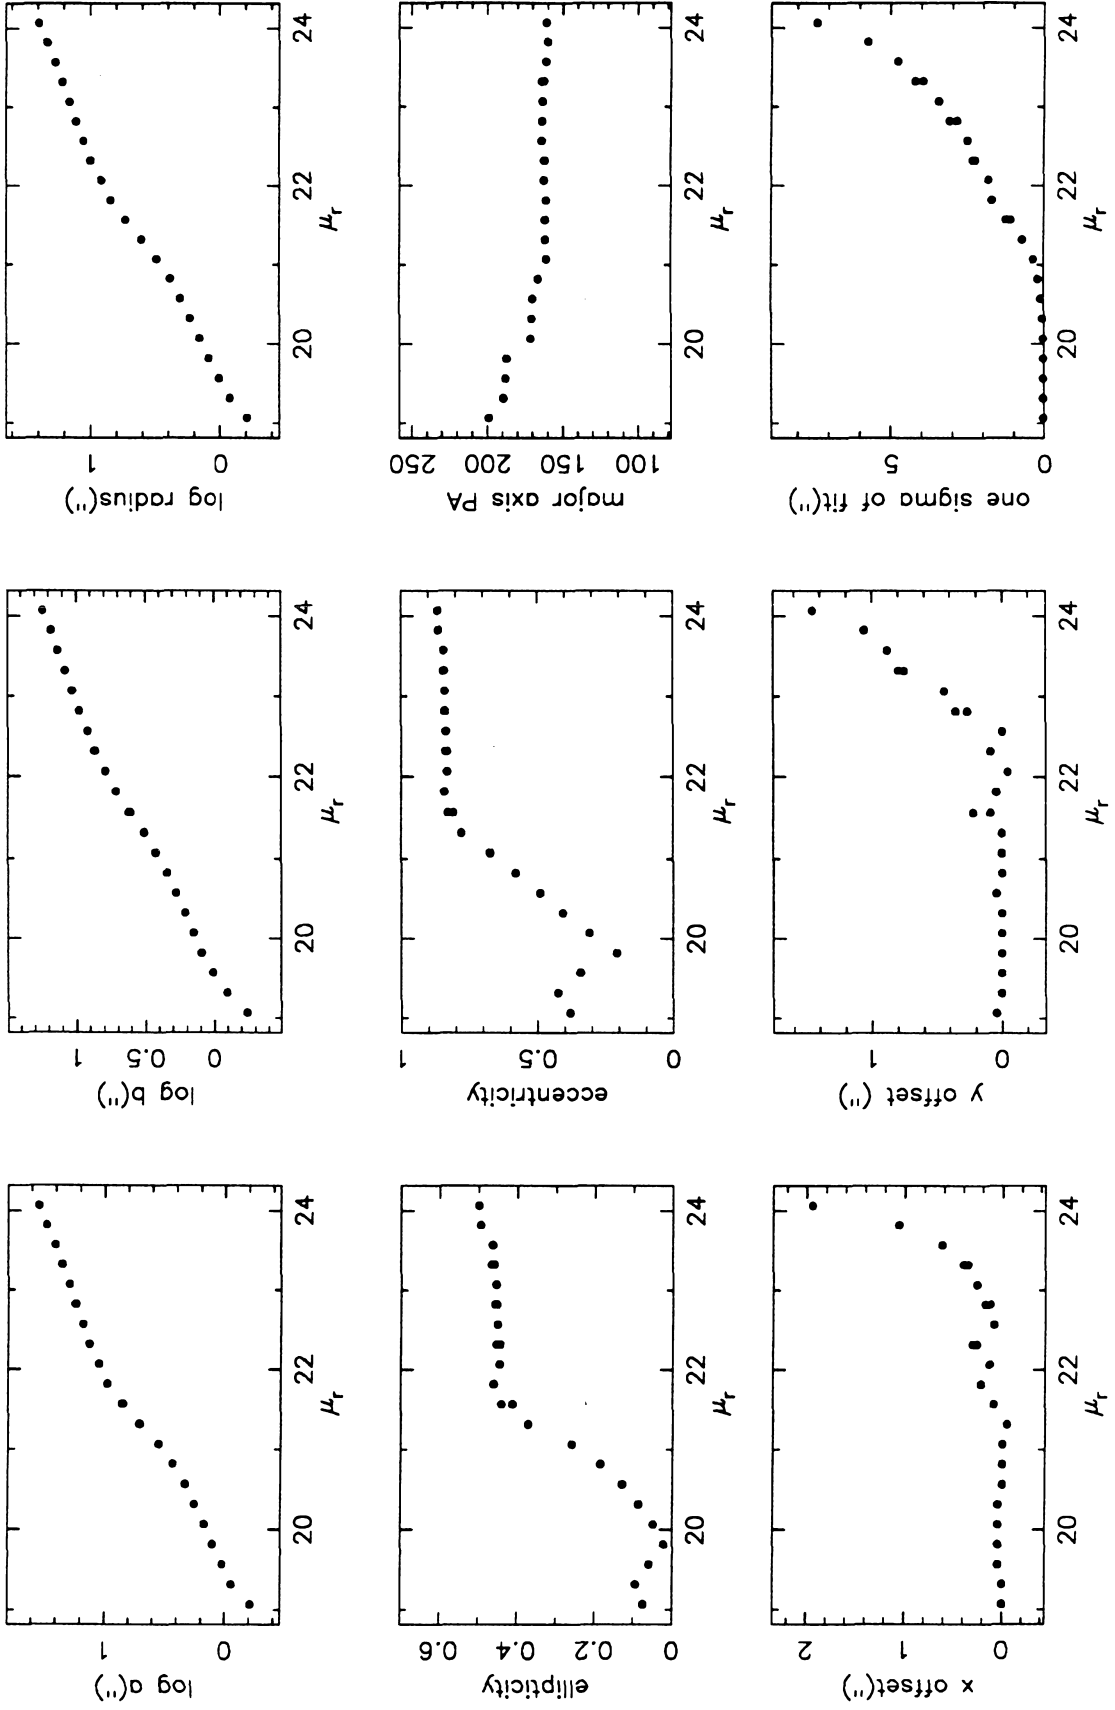 log a(")
1
0
20 22 24
μr
log b(")
1
0.5
0
20 22 24
μr
log radius(")
1
0
20 22 24
μr
ellipticity
0.6
0.4
0.2
0
20 22 24
μr
eccentricity
1
0.5
0
20 22 24
μr
major axis PA
250
200
150
100
20 22 24
μr
x offset(")
2
1
0
20 22 24
μr
y offset (")
1
0
20 22 24
μr
one sigma of fit(")
5
0
20 22 24
μr